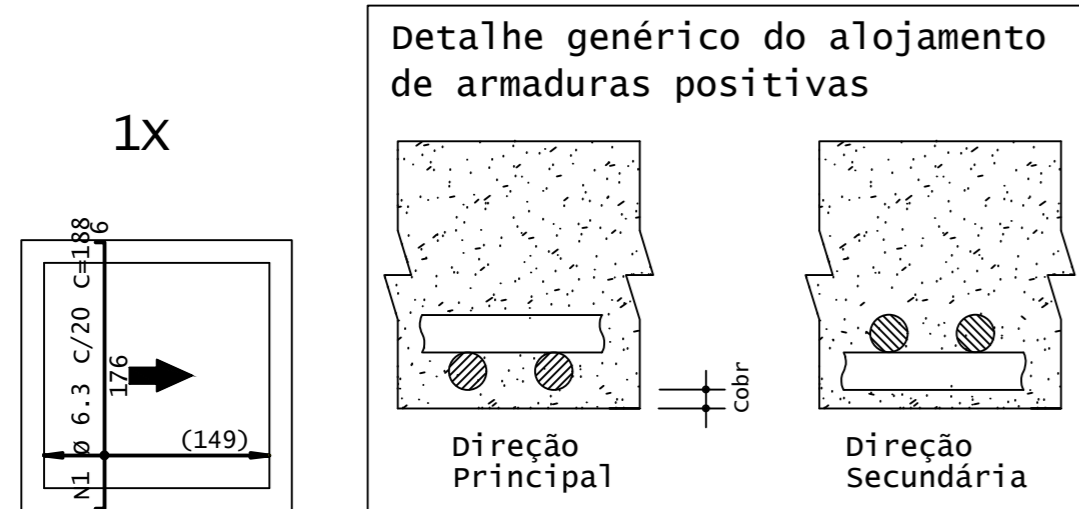 1X
N1 Ø 6.3 C/20 C=188
6
176
(149)
Detalhe genérico do alojamento
de armaduras positivas
cobr
Direção
Principal
Direção
Secundária